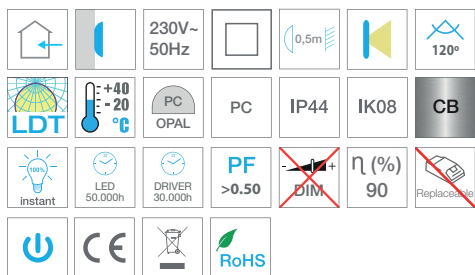 230V~
50Hz
0,5m
120º
LDT
+40
- 20
°C
PC
OPAL
PC
IP44
IK08
CB
100%
instant
LED
50.000h
DRIVER
30.000h
PF
>0.50
- +
DIM
η (%)
90
Replaceable
CE
RoHS